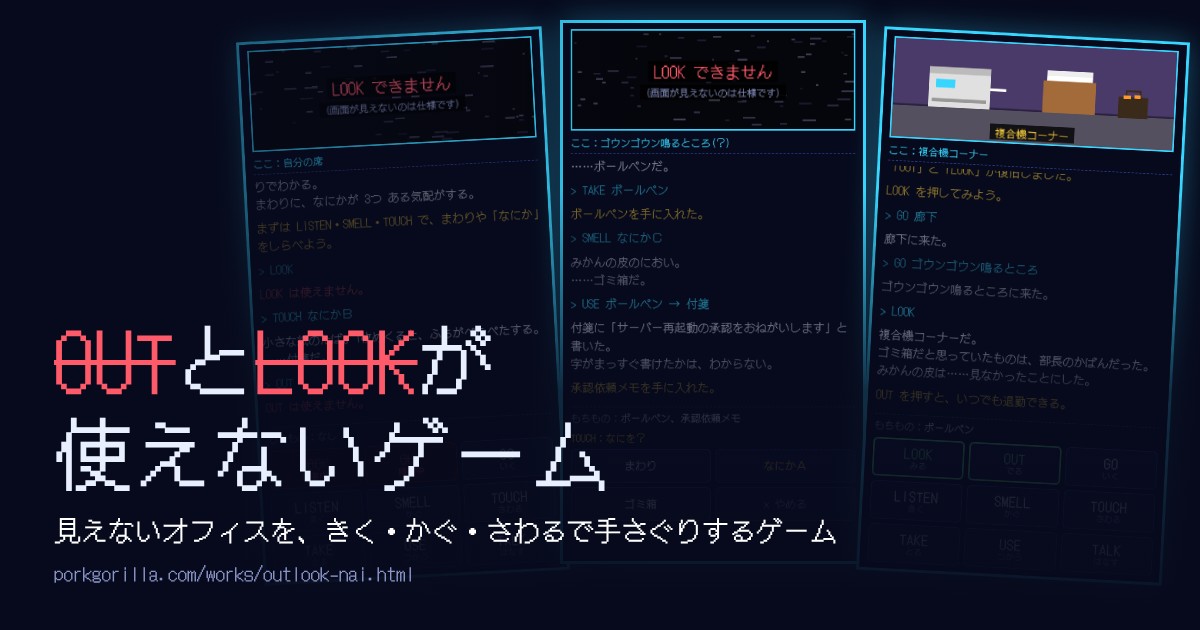 LOOK できません
(画面が見えないのは仕様です)
ここ：自分の席
りでわかる。
まわりに、なにかが 3つ ある気配がする。
まずは LISTEN・SMELL・TOUCH で、まわりや「なにか」
をしらべよう。
> LOOK
LOOK は使えません。
> TOUCH なにかB
LOOK できません
(画面が見えないのは仕様です)
ここ：ゴウンゴウン鳴るところ(?)
……ボールペンだ。
> TAKE ボールペン
ボールペンを手に入れた。
> SMELL なにかC
みかんの皮のにおい。
……ゴミ箱だ。
> USE ボールペン → 付箋
付箋に「サーバー再起動の承認をおねがいします」と
書いた。
字がまっすぐ書けたかは、わからない。
承認依頼メモを手に入れた。
もちもの：ボールペン、承認依頼メモ
TOUCH：なにを?
まわり
なにかA
ゴミ箱
× やめる
複合機コーナー
ここ：複合機コーナー
「OUT」と「LOOK」が復活しました。
LOOK を押してみよう。
> GO 廊下
廊下に来た。
> GO ゴウンゴウン鳴るところ
ゴウンゴウン鳴るところに来た。
> LOOK
複合機コーナーだ。
ゴミ箱だと思っていたものは、部長のかばんだった。
みかんの皮は……見なかったことにした。
OUT を押すと、いつでも退勤できる。
もちもの：ボールペン
LOOK
OUT
GO
LISTEN
SMELL
TOUCH
TAKE
USE
TALK
OUTとLOOKが
使えないゲーム
見えないオフィスを、きく・かぐ・さわるで手さぐりするゲーム
porkgorilla.com/works/outlook-nai.html